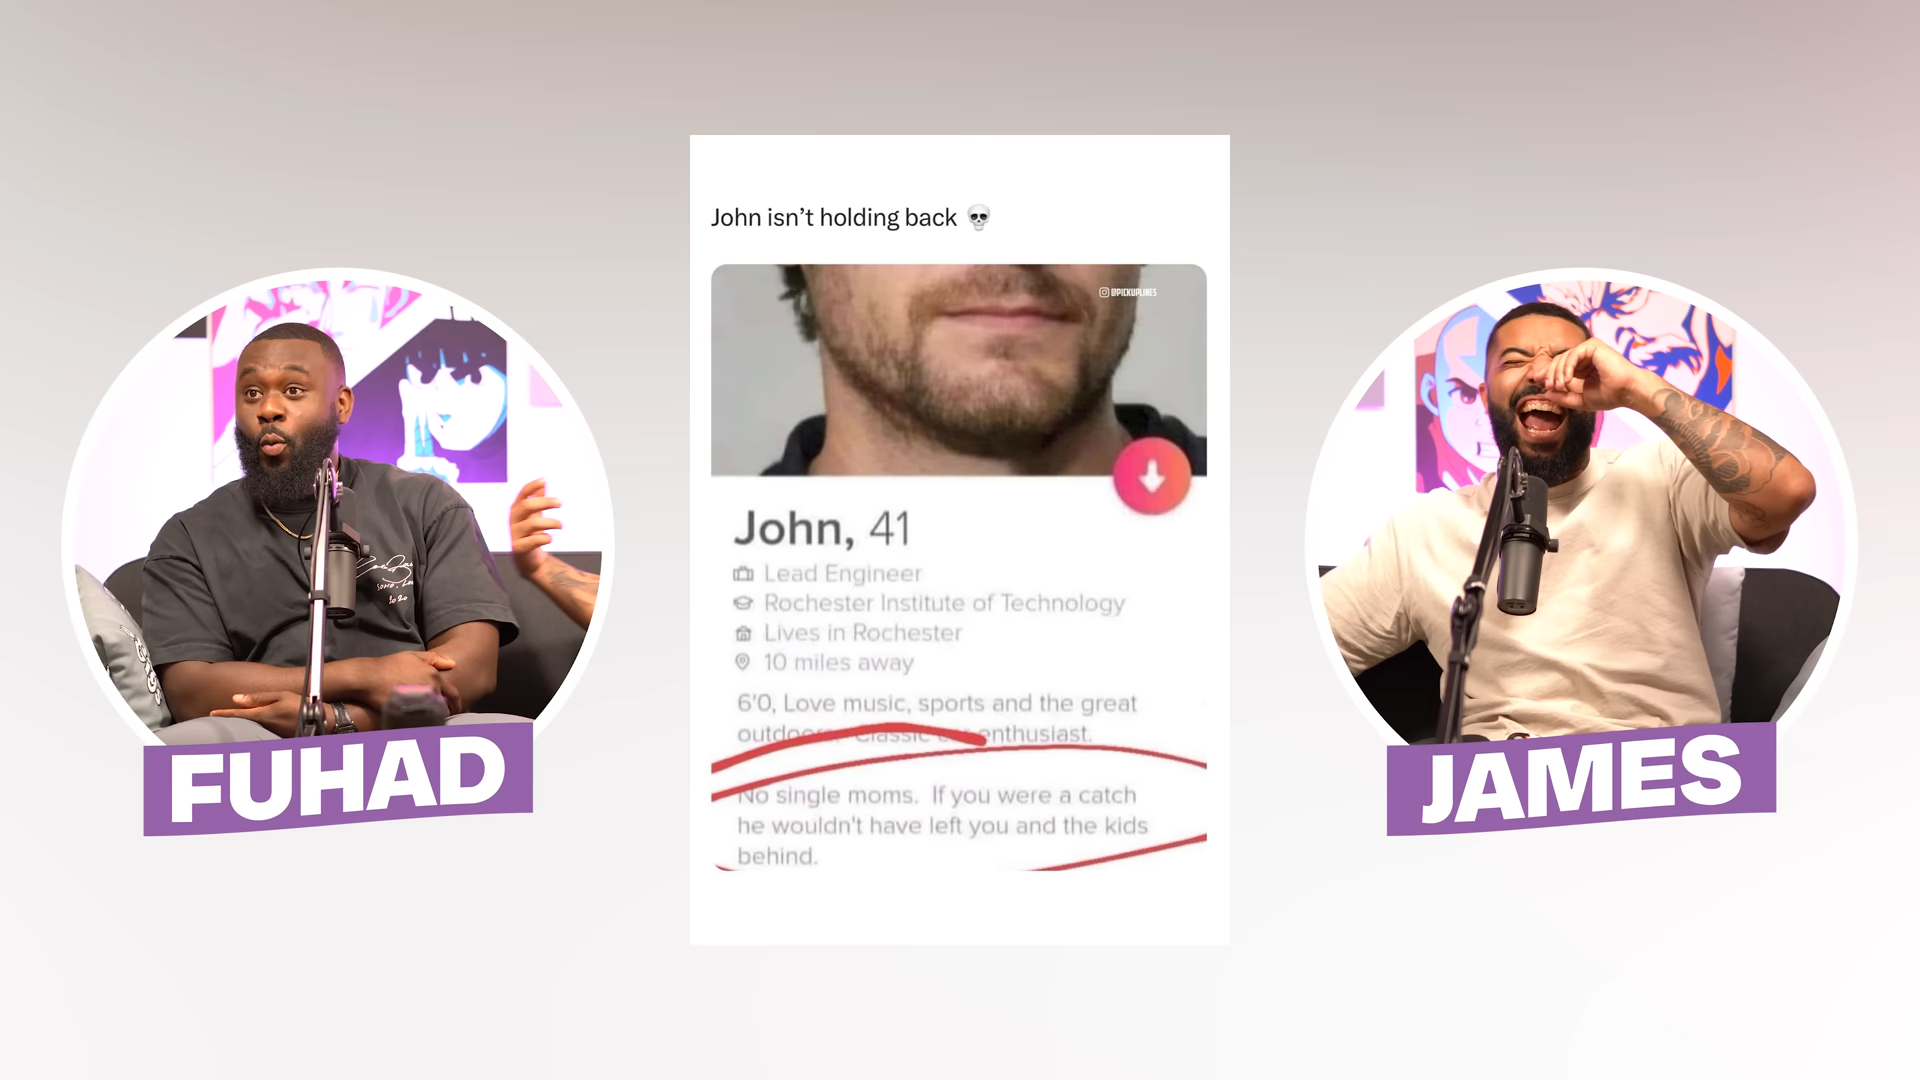 John isn't holding back
@PICKUPLINES
John, 41
Lead Engineer
Rochester Institute of Technology
Lives in Rochester
10 miles away
6'0, Love music, sports and the great
outdoors. Classic enthusiast.
No single moms. If you were a catch
he wouldn't have left you and the kids
behind.
FUHAD
JAMES